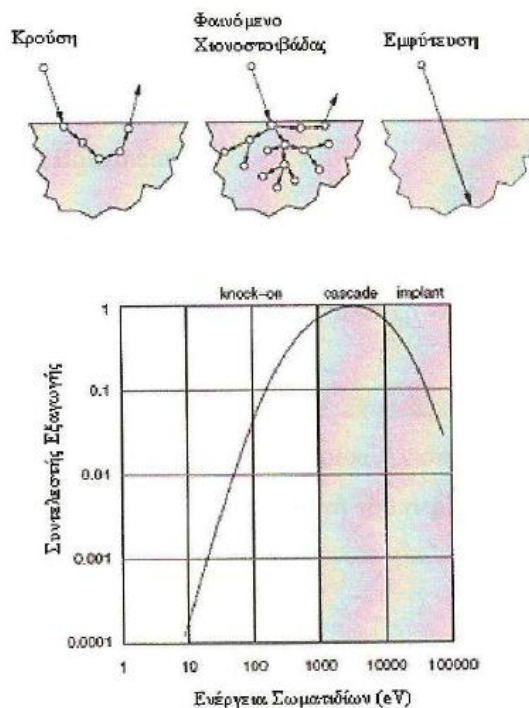 Κρούση
Φαινόμενο
Χιονοστοιβάδας
Εμφύτευση
knock-on cascade implant
1
0.1
0.01
0.001
0.0001
Συντελεστής Εξαγωγής
1 10 100 1000 10000 100000
Ενέργεια Σωματιδίων (eV)